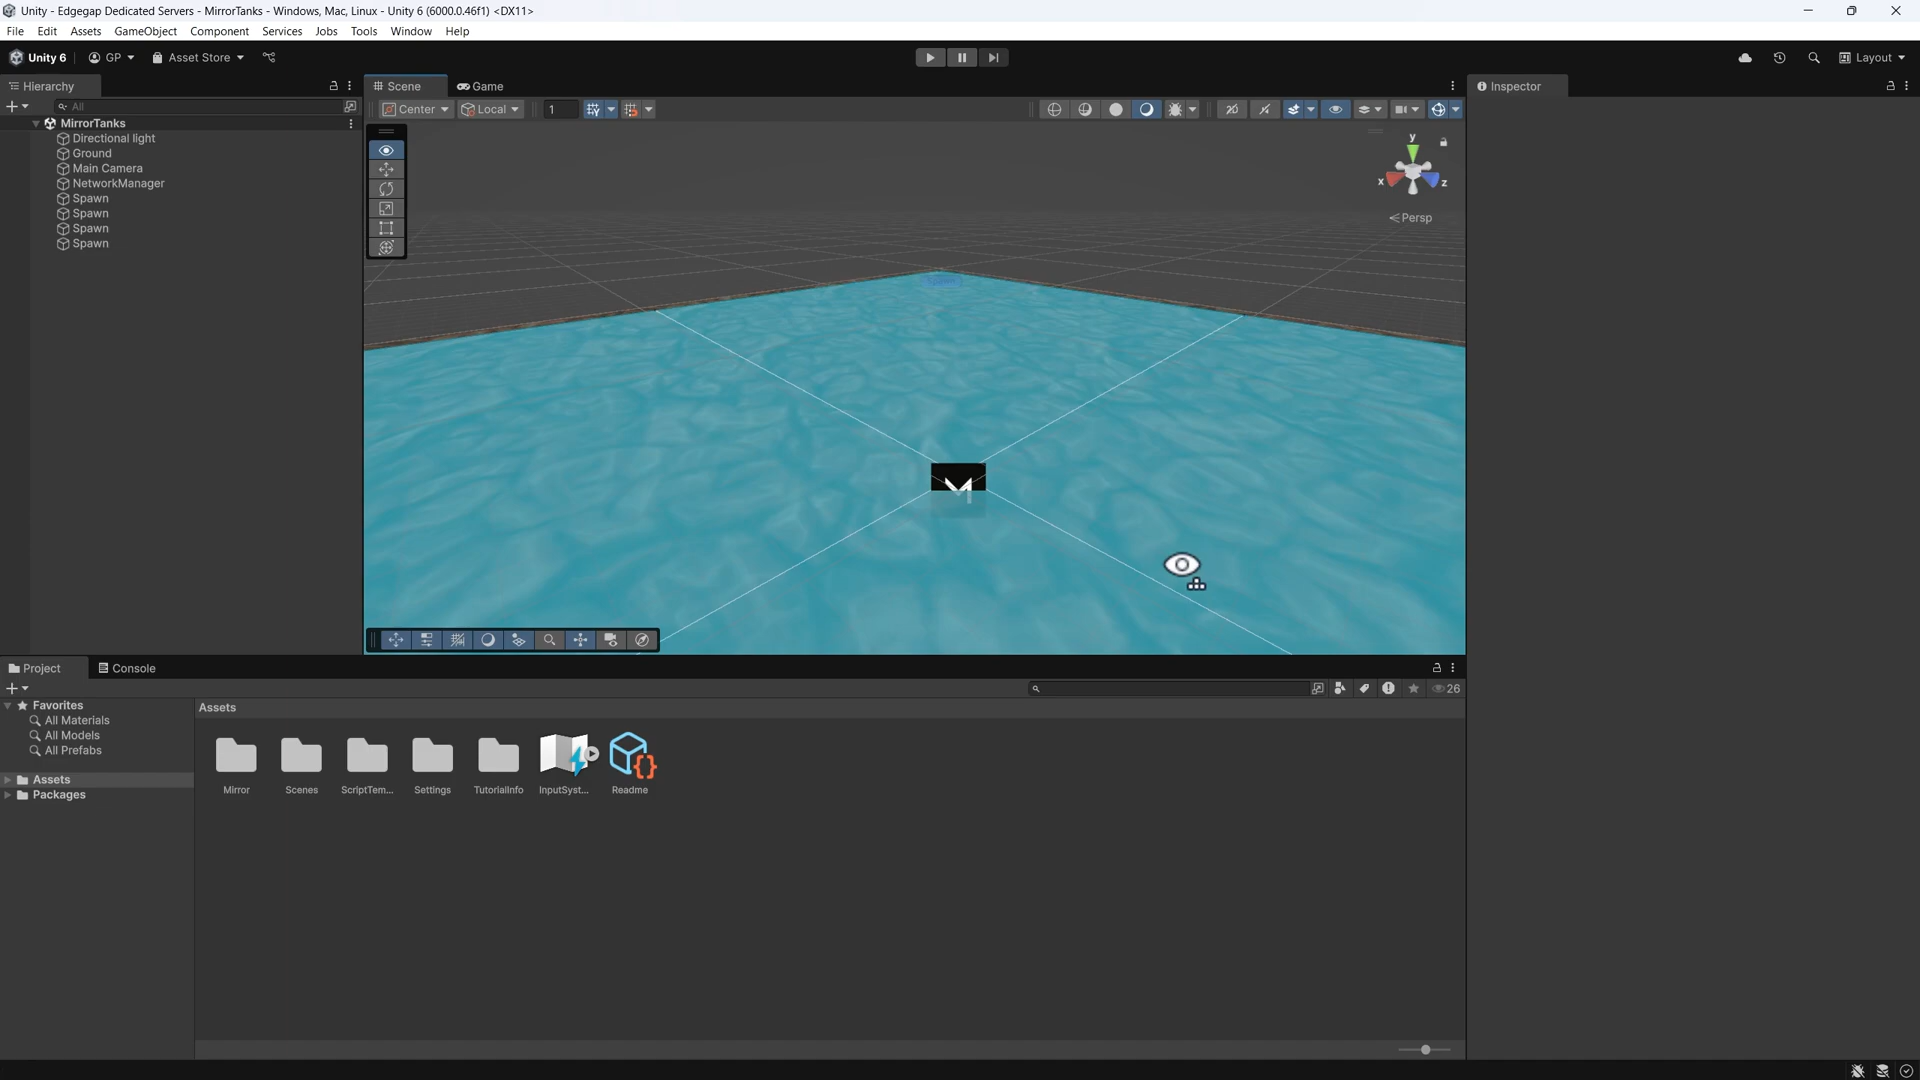 Unity - Edgegap Dedicated Servers - MirrorTanks - Windows, Mac, Linux - Unity 6 (6000.0.46f1) <DX11>
File Edit Assets GameObject Component Services Jobs Tools Window Help
Unity 6 GP Asset Store Layout
Hierarchy
All
MirrorTanks
Directional light
Ground
Main Camera
NetworkManager
Spawn
Spawn
Spawn
Spawn
Scene Game
Center Local 1
2D
y
x z
Persp
Spawn
Inspector
Project Console
26
Favorites
All Materials
All Models
All Prefabs
Assets
Packages
Assets
Mirror Scenes ScriptTem... Settings TutorialInfo InputSyst... Readme